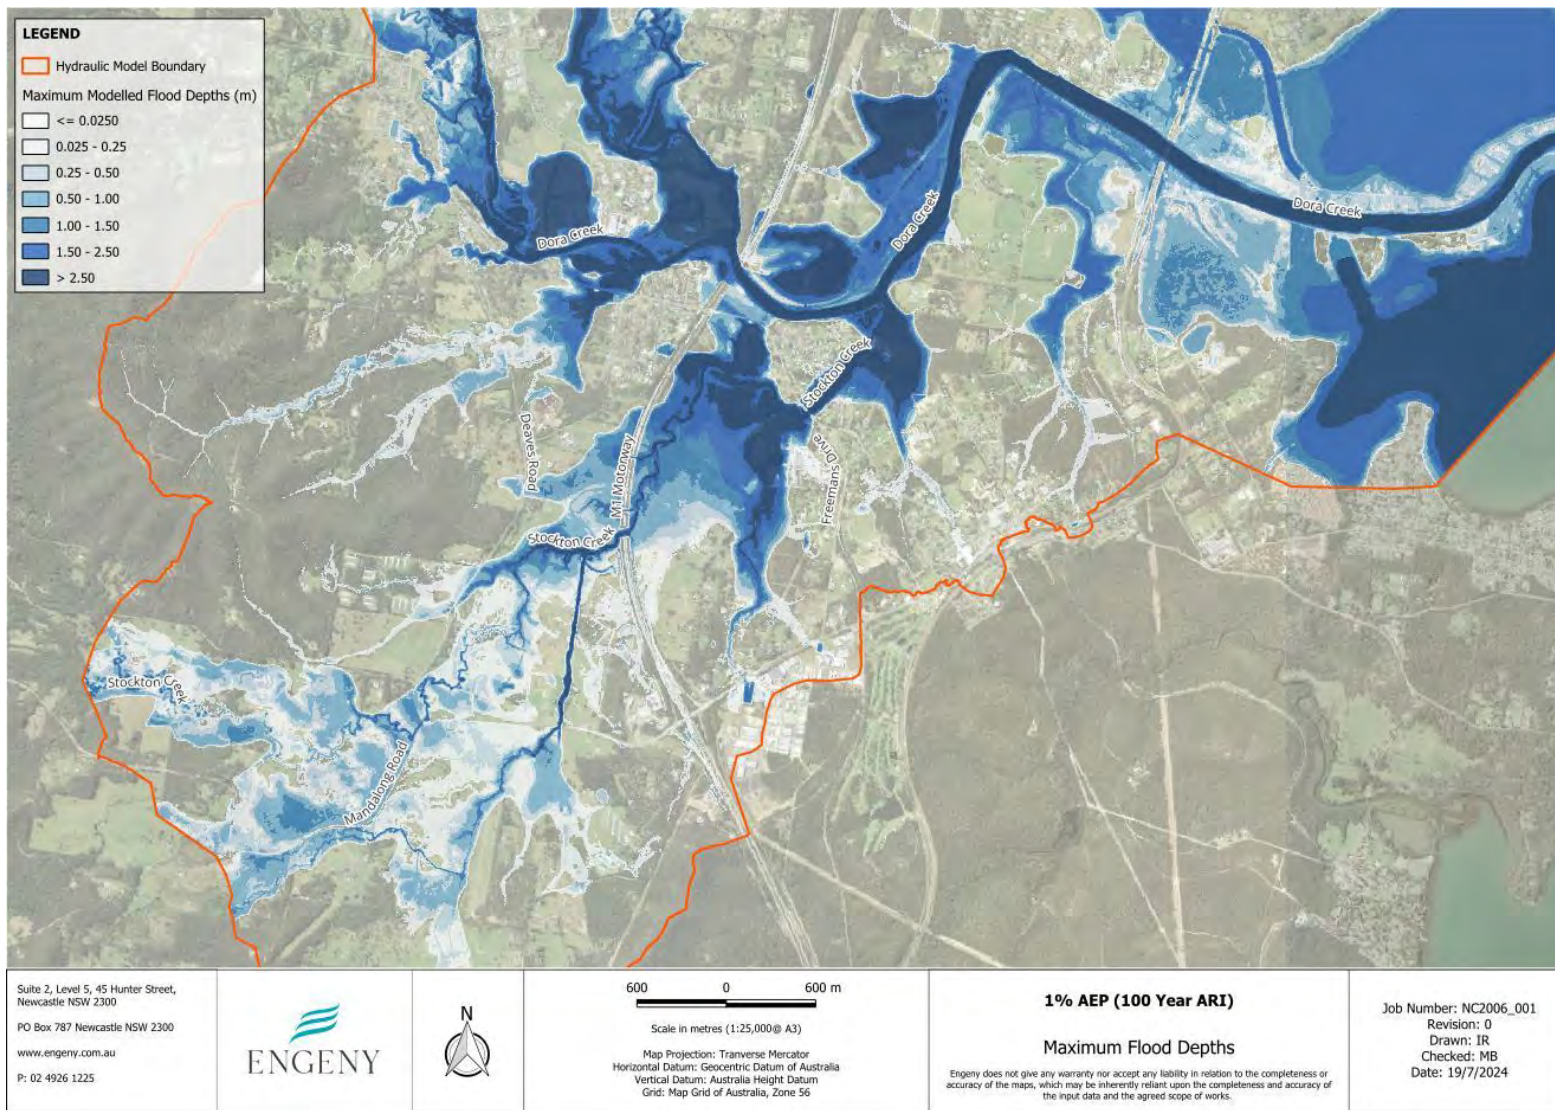 LEGEND
Hydraulic Model Boundary
Maximum Modelled Flood Depths (m)
<= 0.0250
0.025 - 0.25
0.25 - 0.50
0.50 - 1.00
1.00 - 1.50
1.50 - 2.50
> 2.50
Dora Creek
Dora Creek
Dora Creek
Stockton Creek
Deaves Road
M1 Motorway
Freemans Drive
Stockton Creek
Stockton Creek
Mandalong Road
Suite 2, Level 5, 45 Hunter Street,
Newcastle NSW 2300
PO Box 787 Newcastle NSW 2300
www.engeny.com.au
P: 02 4926 1225
ENGENY
N
600 0 600 m
Scale in metres (1:25,000@ A3)
Map Projection: Tranverse Mercator
Horizontal Datum: Geocentric Datum of Australia
Vertical Datum: Australia Height Datum
Grid: Map Grid of Australia, Zone 56
1% AEP (100 Year ARI)
Maximum Flood Depths
Engeny does not give any warranty nor accept any liability in relation to the completeness or
accuracy of the maps, which may be inherently reliant upon the completeness and accuracy of
the input data and the agreed scope of works.
Job Number: NC2006_001
Revision: 0
Drawn: IR
Checked: MB
Date: 19/7/2024